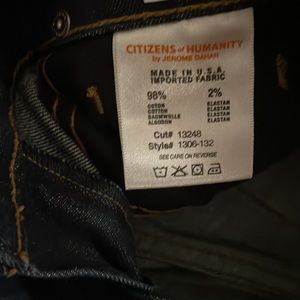 CITIZENS of HUMANITY
by JEROME DAHAN
MADE IN U.S.A.
IMPORTED FABRIC
98% 2%
COTON ELASTAN
COTTON ELASTAN
BAUMWOLLE ELASTAN
ALGODON ELASTAN
Cut# 13248
Style# 1306-132
SEE CARE ON REVERSE